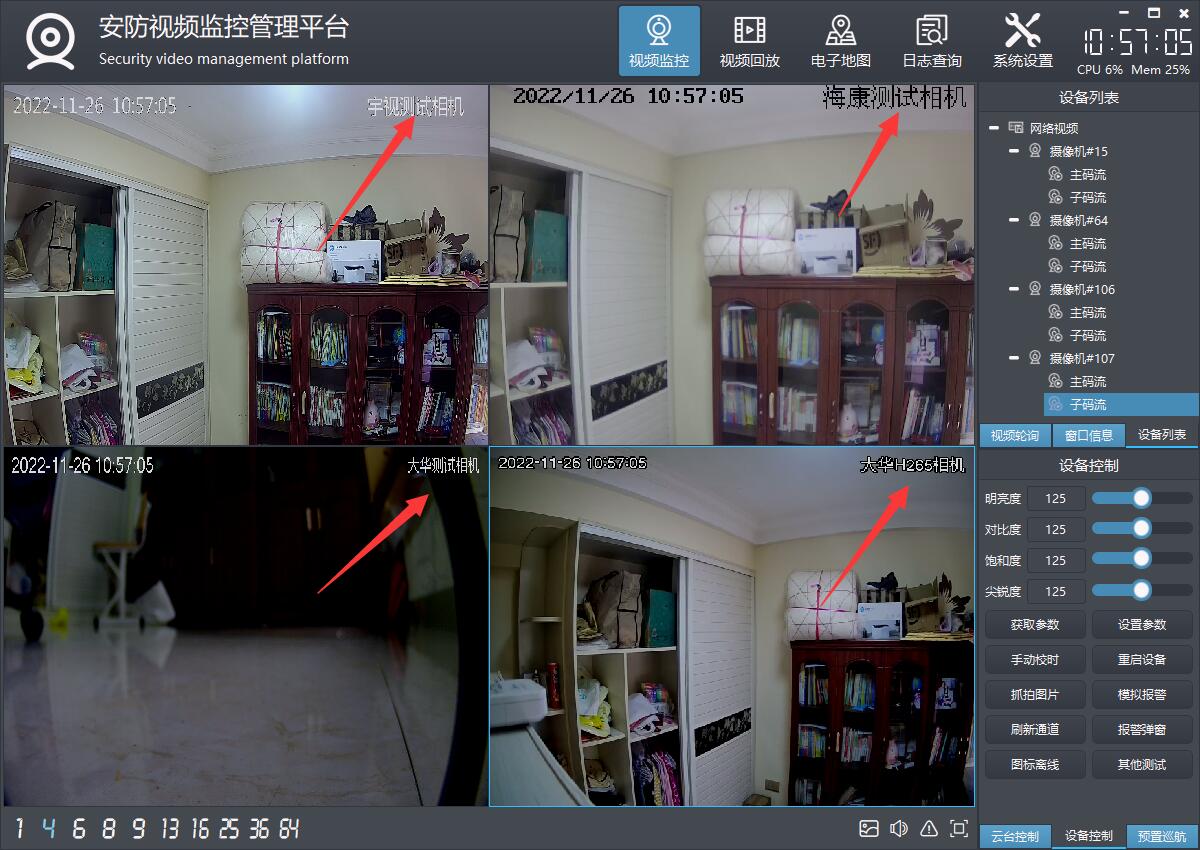 安防视频监控管理平台
Security video management platform
视频监控
视频回放
电子地图
日志查询
系统设置
10:57:05
CPU 6% Mem 25%
2022-11-26 10:57:05
宇视测试相机
2022/11/26 10:57:05
海康测试相机
2022-11-26 10:57:05
大华测试相机
2022-11-26 10:57:05
大华H265相机
设备列表
网络视频
摄像机#15
主码流
子码流
摄像机#64
主码流
子码流
摄像机#106
主码流
子码流
摄像机#107
主码流
子码流
视频轮询 窗口信息 设备列表
设备控制
明亮度 125
对比度 125
饱和度 125
尖锐度 125
获取参数 设置参数
手动校时 重启设备
抓拍图片 模拟报警
刷新通道 报警弹窗
图标离线 其他测试
云台控制 设备控制 预置巡航
1 4 6 8 9 13 16 25 36 64